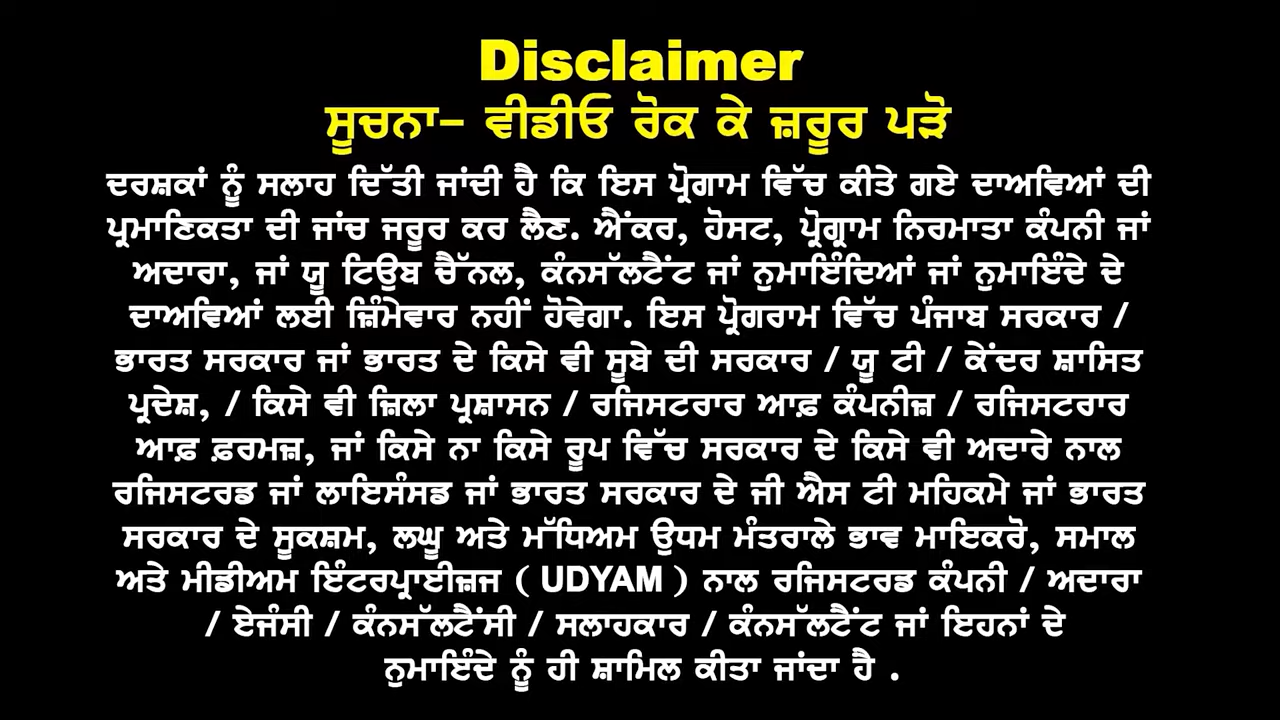 Disclaimer
ਸੂਚਨਾ- ਵੀਡੀਓ ਰੋਕ ਕੇ ਜ਼ਰੂਰ ਪੜੋ
ਦਰਸ਼ਕਾਂ ਨੂੰ ਸਲਾਹ ਦਿੱਤੀ ਜਾਂਦੀ ਹੈ ਕਿ ਇਸ ਪ੍ਰੋਗਾਮ ਵਿੱਚ ਕੀਤੇ ਗਏ ਦਾਅਵਿਆਂ ਦੀ
ਪ੍ਰਮਾਣਿਕਤਾ ਦੀ ਜਾਂਚ ਜਰੂਰ ਕਰ ਲੈਣ. ਐਂਕਰ, ਹੋਸਟ, ਪ੍ਰੋਗ੍ਰਾਮ ਨਿਰਮਾਤਾ ਕੰਪਨੀ ਜਾਂ
ਅਦਾਰਾ, ਜਾਂ ਯੂ ਟਿਉਬ ਚੈੱਨਲ, ਕੰਨਸੱਲਟੈਂਟ ਜਾਂ ਨੁਮਾਇੰਦਿਆਂ ਜਾਂ ਨੁਮਾਇੰਦੇ ਦੇ
ਦਾਅਵਿਆਂ ਲਈ ਜ਼ਿੰਮੇਵਾਰ ਨਹੀਂ ਹੋਵੇਗਾ. ਇਸ ਪ੍ਰੋਗਰਾਮ ਵਿੱਚ ਪੰਜਾਬ ਸਰਕਾਰ /
ਭਾਰਤ ਸਰਕਾਰ ਜਾਂ ਭਾਰਤ ਦੇ ਕਿਸੇ ਵੀ ਸੂਬੇ ਦੀ ਸਰਕਾਰ / ਯੂ ਟੀ / ਕੇਂਦਰ ਸ਼ਾਸਿਤ
ਪ੍ਰਦੇਸ਼, / ਕਿਸੇ ਵੀ ਜ਼ਿਲਾ ਪ੍ਰਸ਼ਾਸਨ / ਰਜਿਸਟਰਾਰ ਆਫ਼ ਕੰਪਨੀਜ਼ / ਰਜਿਸਟਰਾਰ
ਆਫ਼ ਫ਼ਰਮਜ਼, ਜਾਂ ਕਿਸੇ ਨਾ ਕਿਸੇ ਰੂਪ ਵਿੱਚ ਸਰਕਾਰ ਦੇ ਕਿਸੇ ਵੀ ਅਦਾਰੇ ਨਾਲ
ਰਜਿਸਟਰਡ ਜਾਂ ਲਾਇਸੰਸਡ ਜਾਂ ਭਾਰਤ ਸਰਕਾਰ ਦੇ ਜੀ ਐਸ ਟੀ ਮਹਿਕਮੇ ਜਾਂ ਭਾਰਤ
ਸਰਕਾਰ ਦੇ ਸੂਕਸ਼ਮ, ਲਘੂ ਅਤੇ ਮੱਧਿਅਮ ਉਧਮ ਮੰਤਰਾਲੇ ਭਾਵ ਮਾਇਕਰੋ, ਸਮਾਲ
ਅਤੇ ਮੀਡੀਅਮ ਇੰਟਰਪ੍ਰਾਈਜ਼ਜ ( UDYAM ) ਨਾਲ ਰਜਿਸਟਰਡ ਕੰਪਨੀ / ਅਦਾਰਾ
/ ਏਜੰਸੀ / ਕੰਨਸੱਲਟੈਂਸੀ / ਸਲਾਹਕਾਰ / ਕੰਨਸੱਲਟੈਂਟ ਜਾਂ ਇਹਨਾਂ ਦੇ
ਨੁਮਾਇੰਦੇ ਨੂੰ ਹੀ ਸ਼ਾਮਿਲ ਕੀਤਾ ਜਾਂਦਾ ਹੈ .